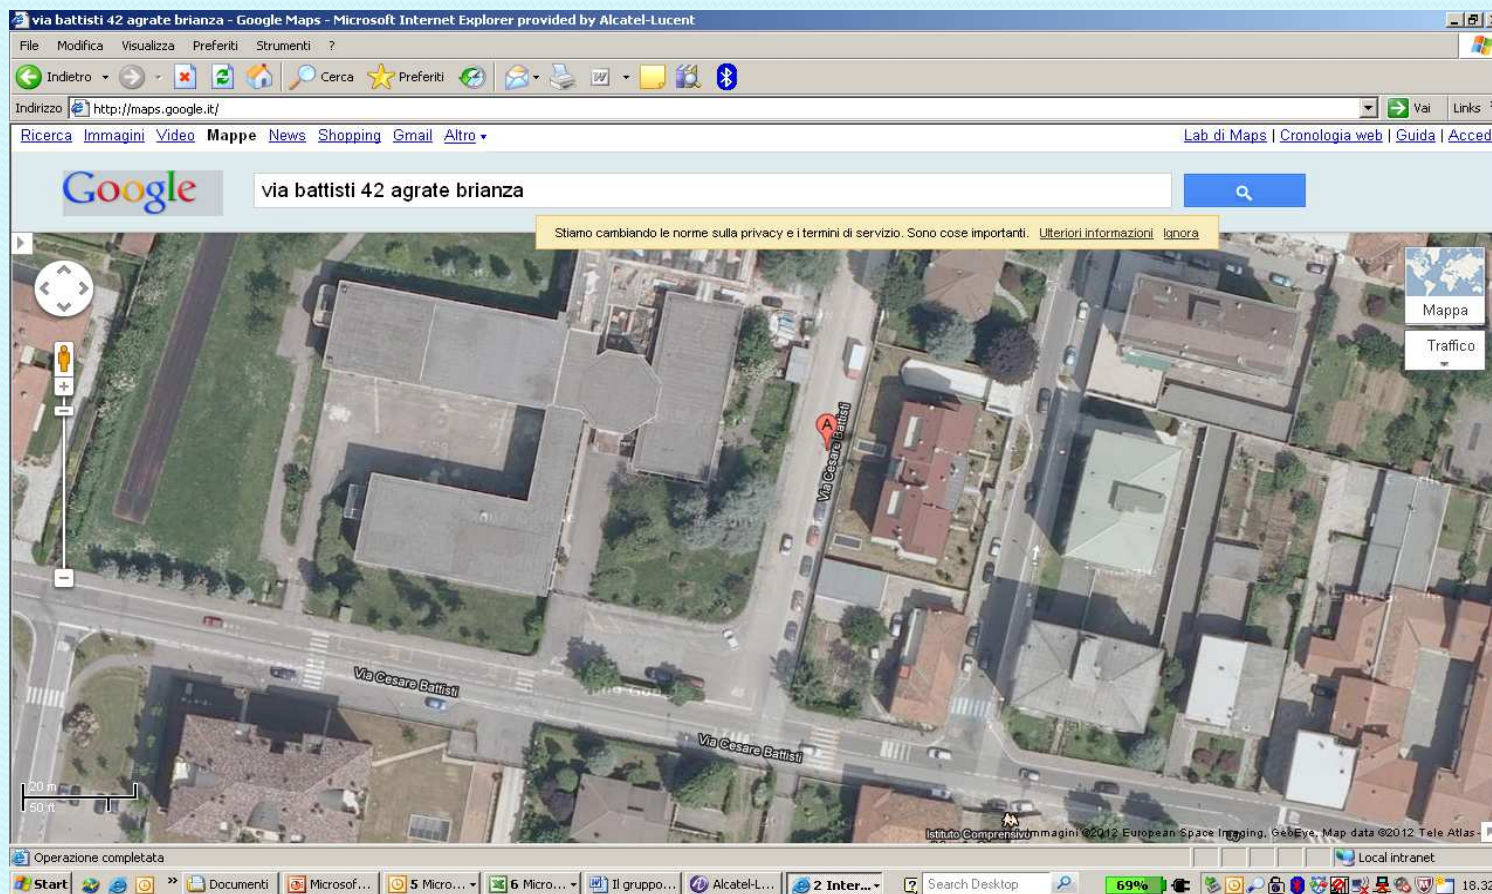 via battisti 42 agrate brianza - Google Maps - Microsoft Internet Explorer provided by Alcatel-Lucent
File Modifica Visualizza Preferiti Strumenti ?
Indietro Cerca Preferiti
Indirizzo http://maps.google.it/ Vai Links
Ricerca Immagini Video Mappe News Shopping Gmail Altro Lab di Maps | Cronologia web | Guida | Acced
Google via battisti 42 agrate brianza
Stiamo cambiando le norme sulla privacy e i termini di servizio. Sono cose importanti. Ulteriori informazioni Ignora
Mappa
Traffico
A
Via Cesare Battisti
Via Cesare Battisti
Via Cesare Battisti
20 m
50 ft
Istituto Comprensivo
mmagini ©2012 European Space Imaging, GeoEye, Map data ©2012 Tele Atlas -
Operazione completata Local intranet
Start » Documenti Microsof... 5 Micro... 6 Micro... Il gruppo... Alcatel-L... 2 Inter... Search Desktop 69% 18.37